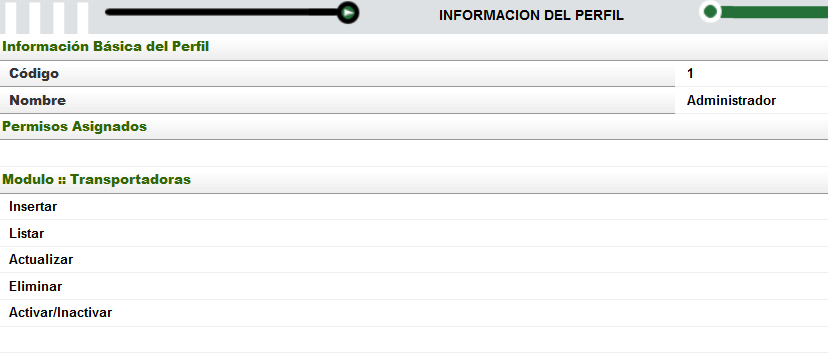 INFORMACION DEL PERFIL
Información Básica del Perfil
Código 1
Nombre Administrador
Permisos Asignados
Modulo :: Transportadoras
Insertar
Listar
Actualizar
Eliminar
Activar/Inactivar